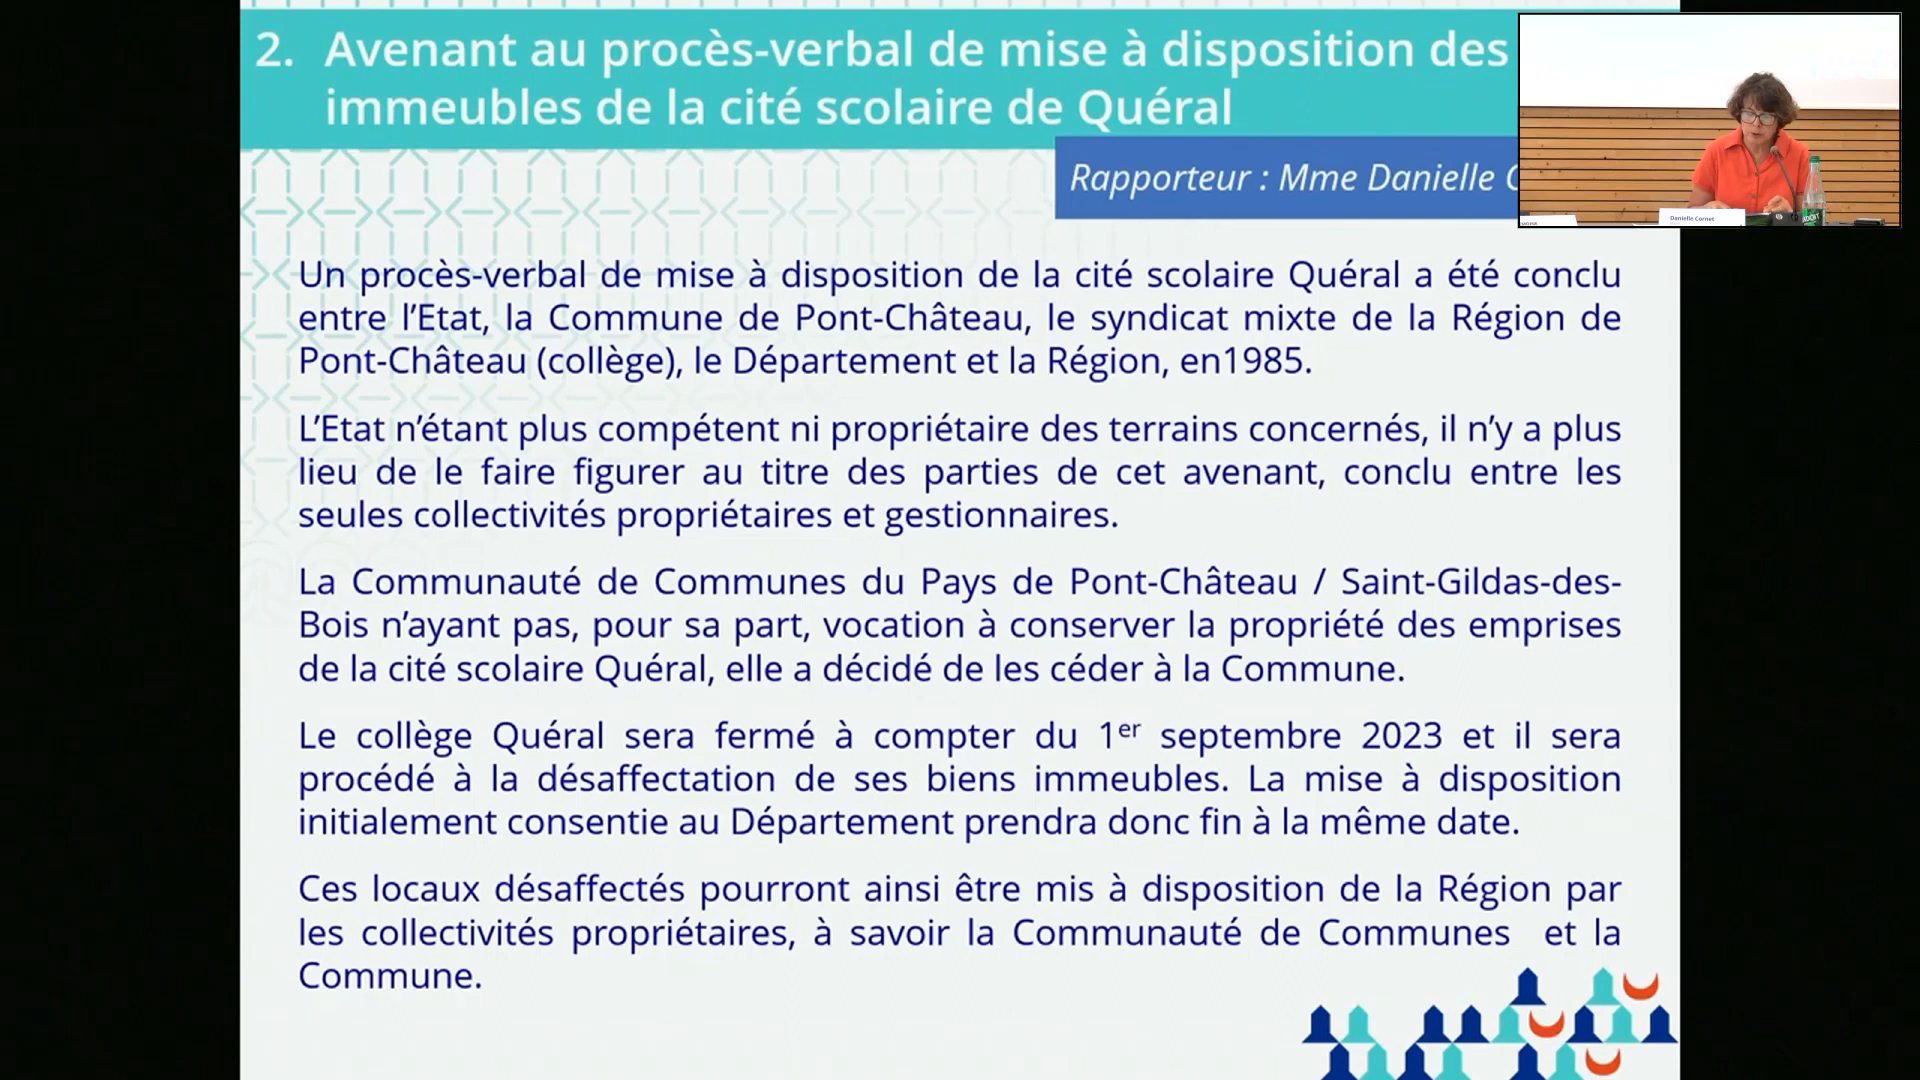 2. Avenant au procès-verbal de mise à disposition des
immeubles de la cité scolaire de Quéral
Rapporteur : Mme Danielle
Danielle Cornet
Un procès-verbal de mise à disposition de la cité scolaire Quéral a été conclu
entre l’Etat, la Commune de Pont-Château, le syndicat mixte de la Région de
Pont-Château (collège), le Département et la Région, en1985.
L’Etat n’étant plus compétent ni propriétaire des terrains concernés, il n’y a plus
lieu de le faire figurer au titre des parties de cet avenant, conclu entre les
seules collectivités propriétaires et gestionnaires.
La Communauté de Communes du Pays de Pont-Château / Saint-Gildas-des-
Bois n’ayant pas, pour sa part, vocation à conserver la propriété des emprises
de la cité scolaire Quéral, elle a décidé de les céder à la Commune.
Le collège Quéral sera fermé à compter du 1er septembre 2023 et il sera
procédé à la désaffectation de ses biens immeubles. La mise à disposition
initialement consentie au Département prendra donc fin à la même date.
Ces locaux désaffectés pourront ainsi être mis à disposition de la Région par
les collectivités propriétaires, à savoir la Communauté de Communes et la
Commune.